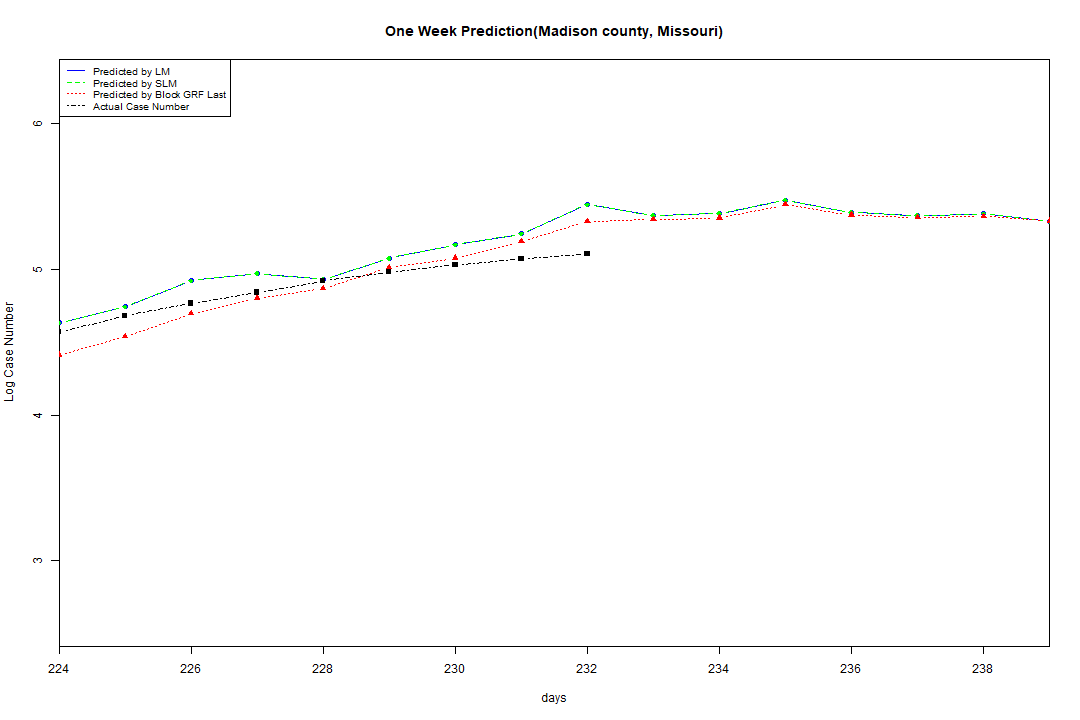 One Week Prediction(Madison county, Missouri)
Predicted by LM
Predicted by SLM
Predicted by Block GRF Last
Actual Case Number
6
5
4
3
Log Case Number
224 226 228 230 232 234 236 238
days